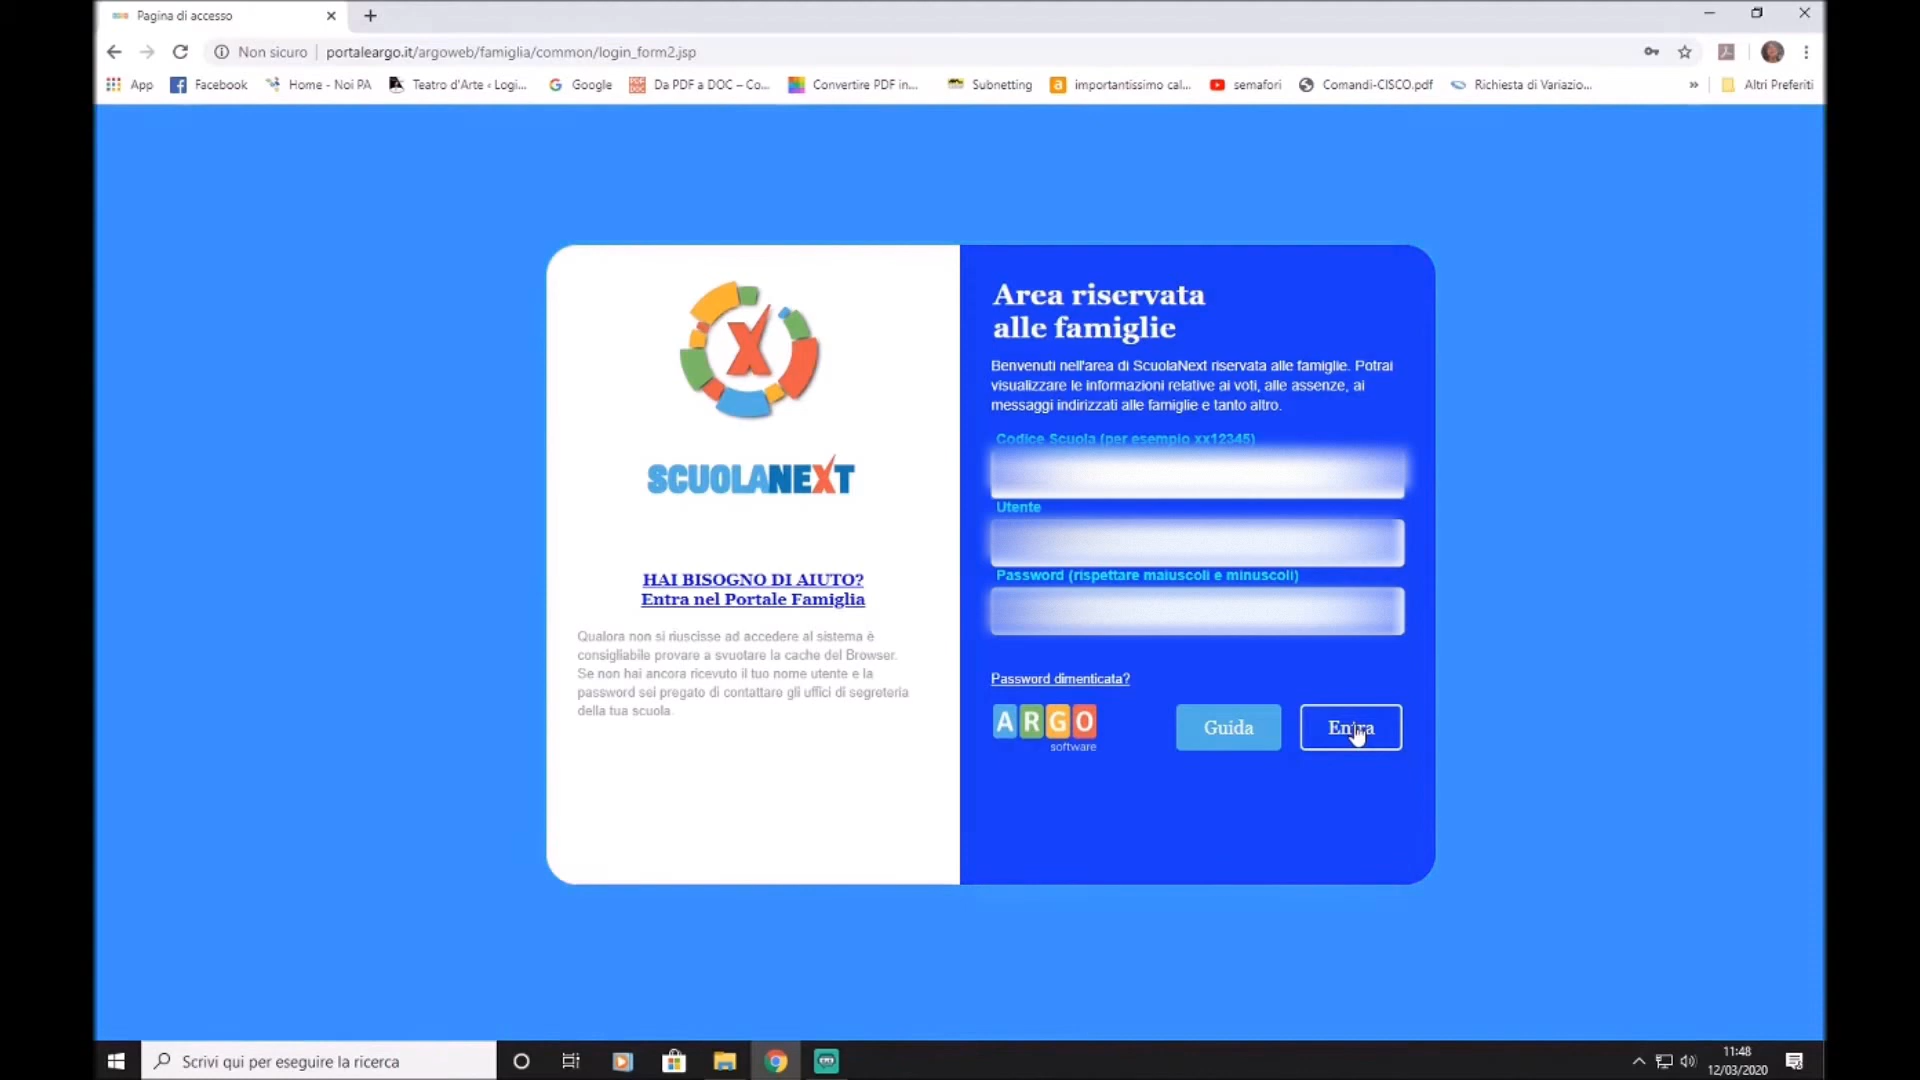 Pagina di accesso
Non sicuro | portaleargo.it/argoweb/famiglia/common/login_form2.jsp
App Facebook Home - Noi PA Teatro d'Arte ‹ Logi... Google Da PDF a DOC – Co... Convertire PDF in... Subnetting importantissimo cal... semafori Comandi-CISCO.pdf Richiesta di Variazio... » Altri Preferiti
X
SCUOLANEXT
HAI BISOGNO DI AIUTO?
Entra nel Portale Famiglia
Qualora non si riuscisse ad accedere al sistema è
consigliabile provare a svuotare la cache del Browser.
Se non hai ancora ricevuto il tuo nome utente e la
password sei pregato di contattare gli uffici di segreteria
della tua scuola.
Area riservata
alle famiglie
Benvenuti nell'area di ScuolaNext riservata alle famiglie. Potrai
visualizzare le informazioni relative ai voti, alle assenze, ai
messaggi indirizzati alle famiglie e tanto altro.
Codice Scuola (per esempio xx12345)
Utente
Password (rispettare maiuscoli e minuscoli)
Password dimenticata?
ARGO
software
Guida
Entra
Scrivi qui per eseguire la ricerca
11:48
12/03/2020